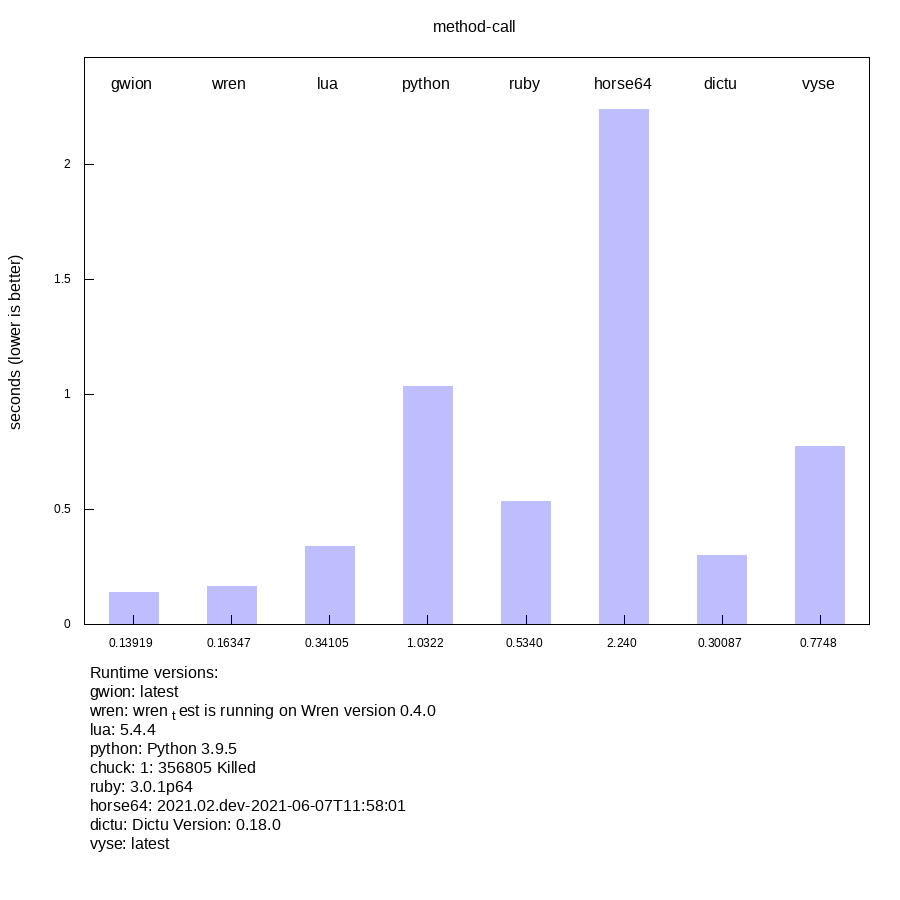 method-call
gwion wren lua python ruby horse64 dictu vyse
seconds (lower is better)
2
1.5
1
0.5
0
0.13919 0.16347 0.34105 1.0322 0.5340 2.240 0.30087 0.7748
Runtime versions:
gwion: latest
wren: wren t est is running on Wren version 0.4.0
lua: 5.4.4
python: Python 3.9.5
chuck: 1: 356805 Killed
ruby: 3.0.1p64
horse64: 2021.02.dev-2021-06-07T11:58:01
dictu: Dictu Version: 0.18.0
vyse: latest